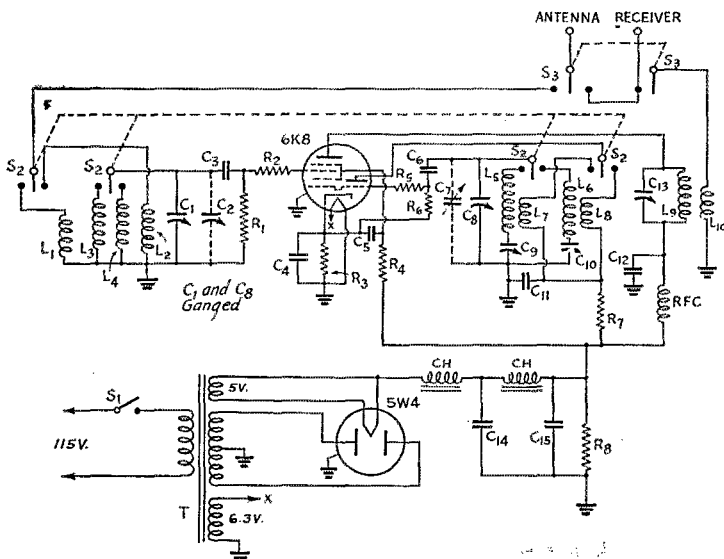 ANTENNA RECEIVER
S3 S3
6K8
S2 S2 C3 R2 R5 C6 S2 S2
C7 L5 L6 C13 L9 L10
R6 L7 L8
C1 C2 R1 C8
X C5 C9 C10 C12
L1 L3 L4 L2 C4 R3 R4 C11
C1 and C8
Ganged
R7 RFC
S1 5V. 5W4 CH CH
115V. C14 C15 R8
T X
6.3V.